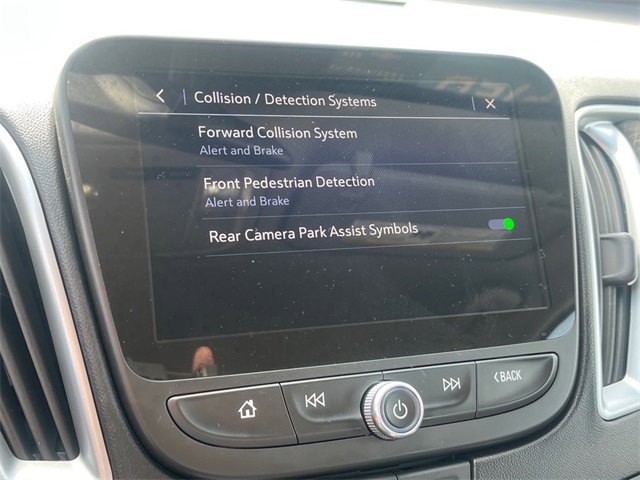 Collision / Detection Systems
Forward Collision System
Alert and Brake
Front Pedestrian Detection
Alert and Brake
Rear Camera Park Assist Symbols
BACK